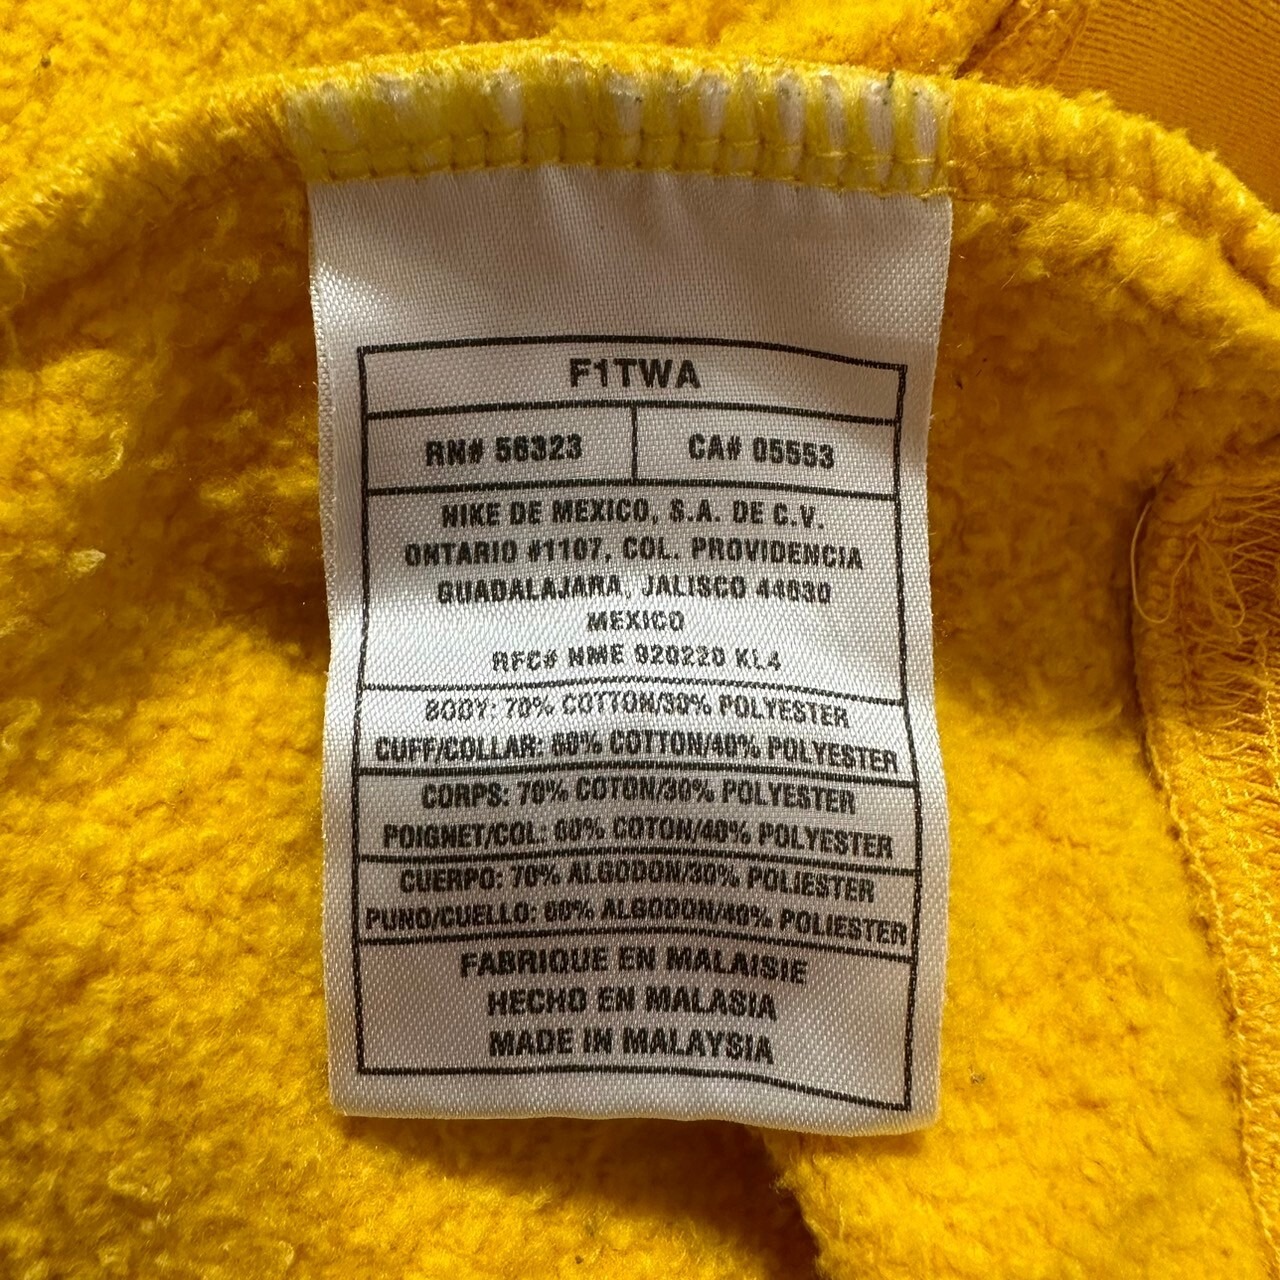 F1TWA
RN# 56323
CA# 05553
NIKE DE MEXICO, S.A. DE C.V.
ONTARIO #1107, COL. PROVIDENCIA
GUADALAJARA, JALISCO 44630
MEXICO
RFC# NME 920220 KL4
BODY: 70% COTTON/30% POLYESTER
CUFF/COLLAR: 60% COTTON/40% POLYESTER
CORPS: 70% COTON/30% POLYESTER
POIGNET/COL: 60% COTON/40% POLYESTER
CUERPO: 70% ALGODON/30% POLIESTER
PUNO/CUELLO: 60% ALGODON/40% POLIESTER
FABRIQUE EN MALAISIE
HECHO EN MALASIA
MADE IN MALAYSIA